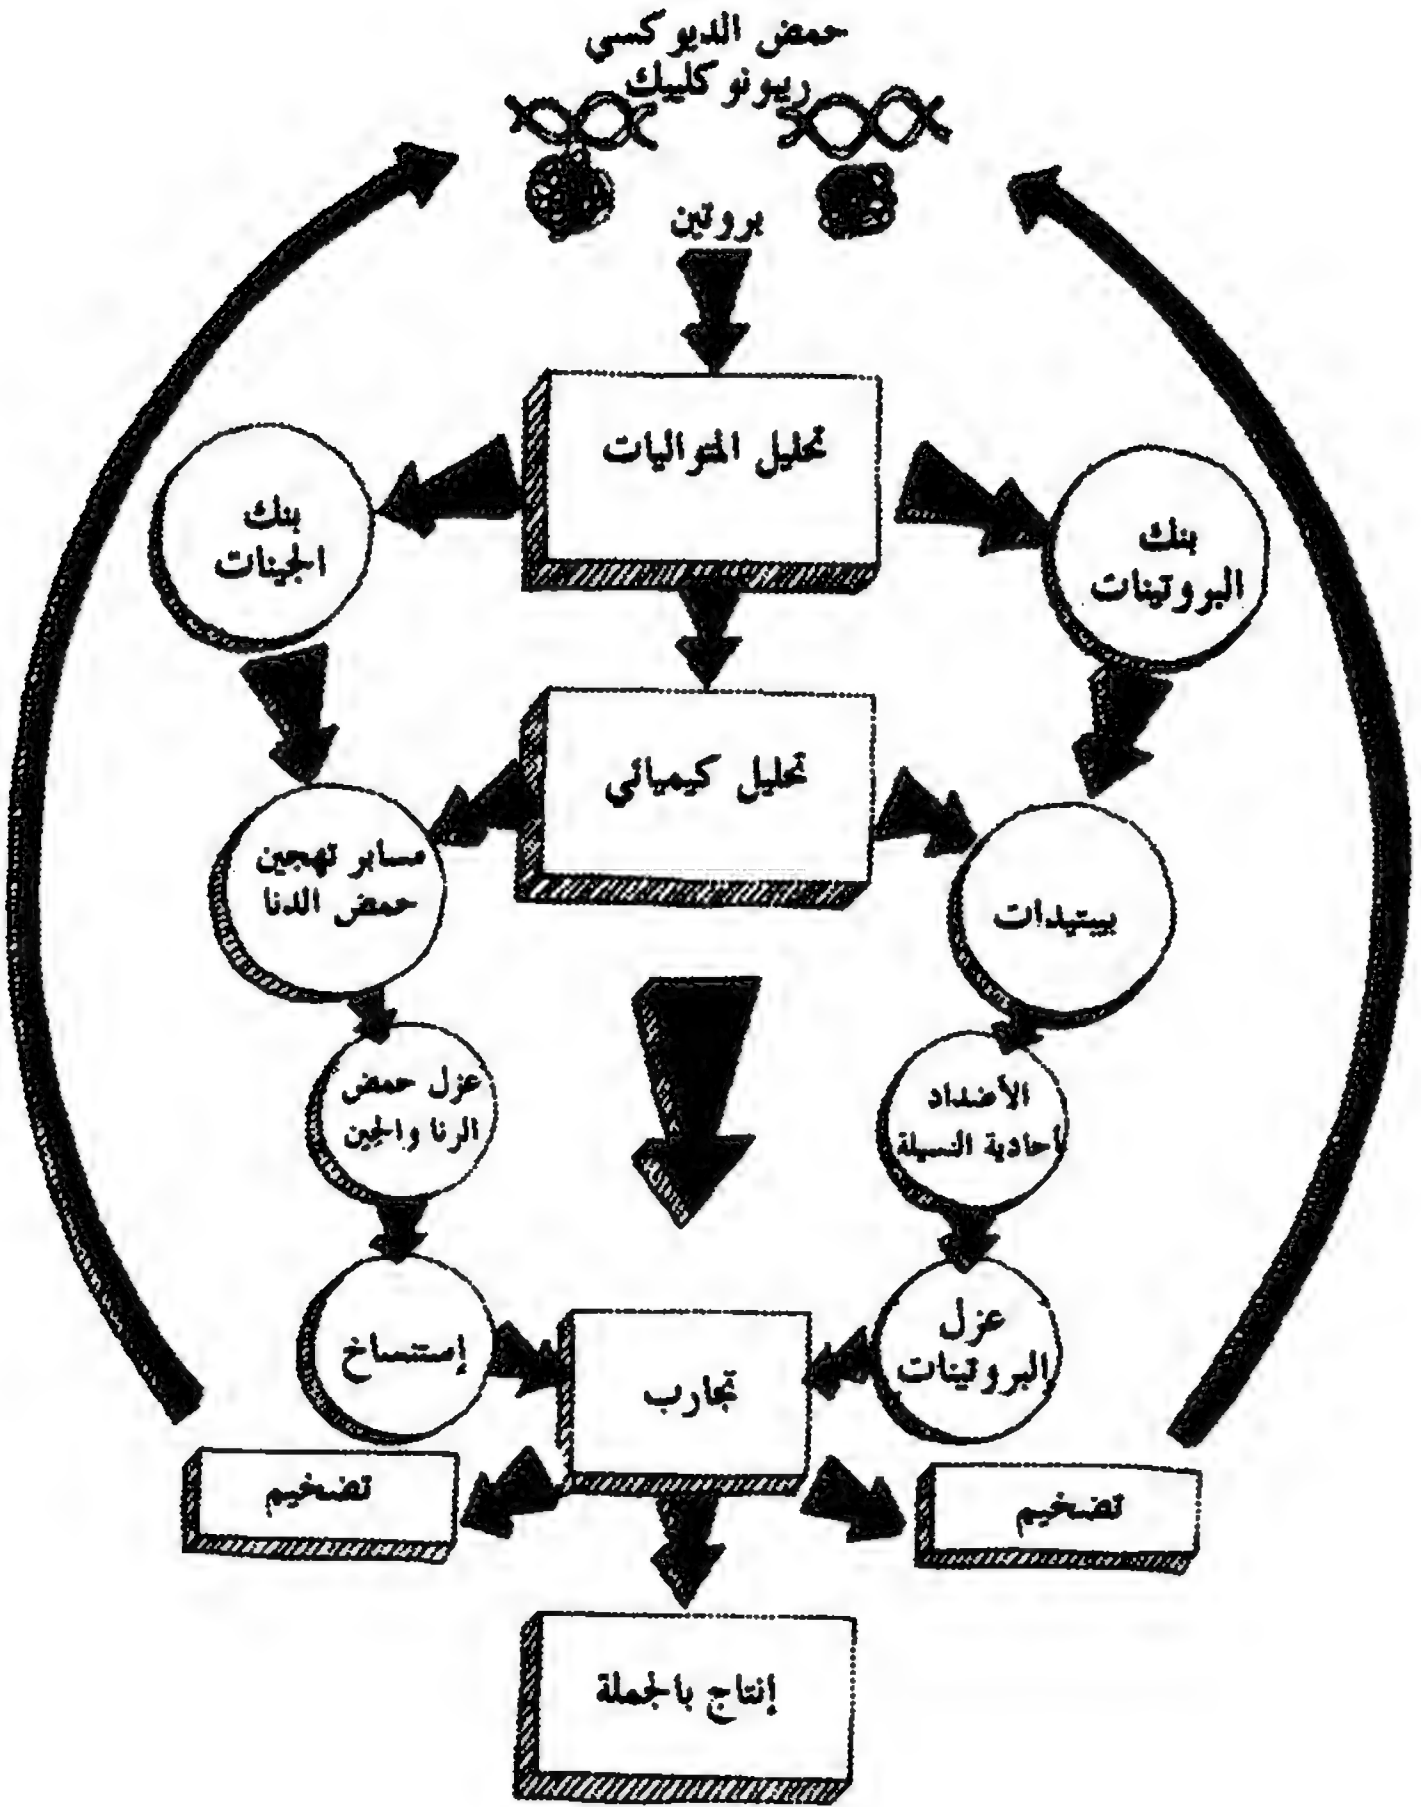 حمض الديوكسي
ريبونوكلييك
بروتين
تحليل المتواليات
بنك
البروتينات
بنك
الجينات
تحليل كيميائي
مسابر تهجين
حمض الدنا
بيبتيدات
عزل حمض
الرنا والجين
الأضداد
أحادية النسيلة
عزل
البروتينات
إستنساخ
تجارب
تضخيم
تضخيم
إنتاج بالجملة